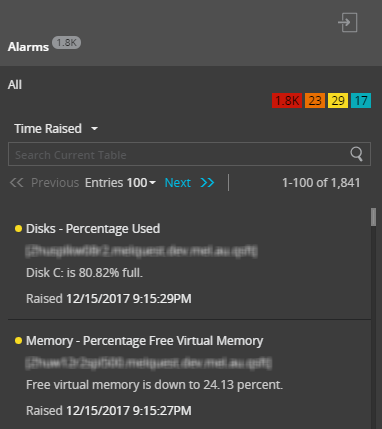 Alarms 1.8K
All
1.8K 23 29 17
Time Raised
Search Current Table
Previous Entries 100 Next 1-100 of 1,841
Disks - Percentage Used
Disk C: is 80.82% full.
Raised 12/15/2017 9:15:29PM
Memory - Percentage Free Virtual Memory
Free virtual memory is down to 24.13 percent.
Raised 12/15/2017 9:15:27PM